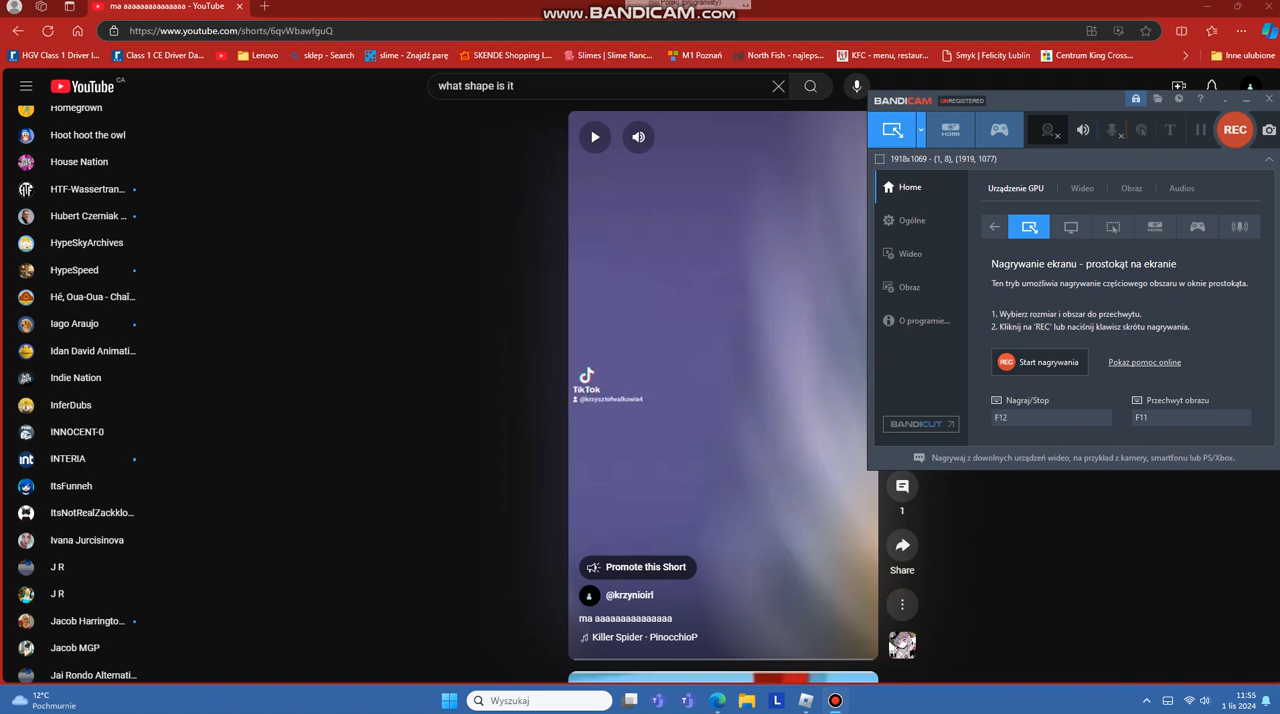 Polski (programisty)
www.BANDICAM.com
ma aaaaaaaaaaaaaaa - YouTube
https://www.youtube.com/shorts/6qvWbawfguQ
HGV Class 1 Driver I...
Class 1 CE Driver Da...
Lenovo
sklep - Search
slime - Znajdź parę
SKENDE Shopping L...
Slimes | Slime Ranc...
M1 Poznań
North Fish - najleps...
KFC - menu, restaur...
Smyk | Felicity Lublin
Centrum King Cross...
Inne ulubione
YouTube CA
what shape is it
Homegrown
Hoot hoot the owl
House Nation
HTF-Wassertran...
Hubert Czerniak ...
HypeSkyArchives
HypeSpeed
Hé, Oua-Oua - Chaî...
Iago Araujo
Idan David Animati...
Indie Nation
InferDubs
INNOCENT-0
INTERIA
ItsFunneh
ItsNotRealZackklo...
Ivana Jurcisinova
J R
J R
Jacob Harringto...
Jacob MGP
Jai Rondo Alternati...
TikTok
@krzysztofwalkowia4
Promote this Short
@krzynioirl
ma aaaaaaaaaaaaaaa
Killer Spider - PinocchioP
1
Share
BANDICAM UNREGISTERED
HDMI
REC
1918x1069 - (1, 8), (1919, 1077)
Home
Ogólne
Wideo
Obraz
O programie...
BANDICUT
Urządzenie GPU
Wideo
Obraz
Audios
Nagrywanie ekranu - prostokąt na ekranie
Ten tryb umożliwia nagrywanie częściowego obszaru w oknie prostokąta.
1. Wybierz rozmiar i obszar do przechwytu.
2. Kliknij na 'REC' lub naciśnij klawisz skrótu nagrywania.
REC Start nagrywania
Pokaż pomoc online
Nagraj/Stop
Przechwyt obrazu
F12
F11
Nagrywaj z dowolnych urządzeń wideo, na przykład z kamery, smartfonu lub PS/Xbox.
12°C
Pochmurnie
Wyszukaj
L
11:55
1 lis 2024